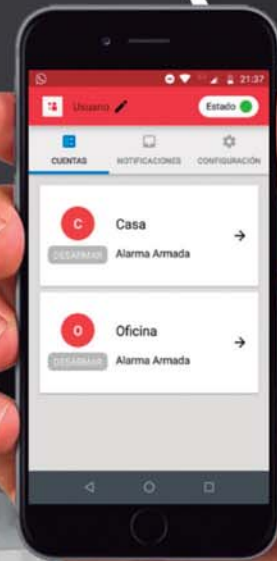 21:37
Usuario
Estado
CUENTAS NOTIFICACIONES CONFIGURACIÓN
C
Casa
DESARMAR
Alarma Armada
O
Oficina
DESARMAR
Alarma Armada